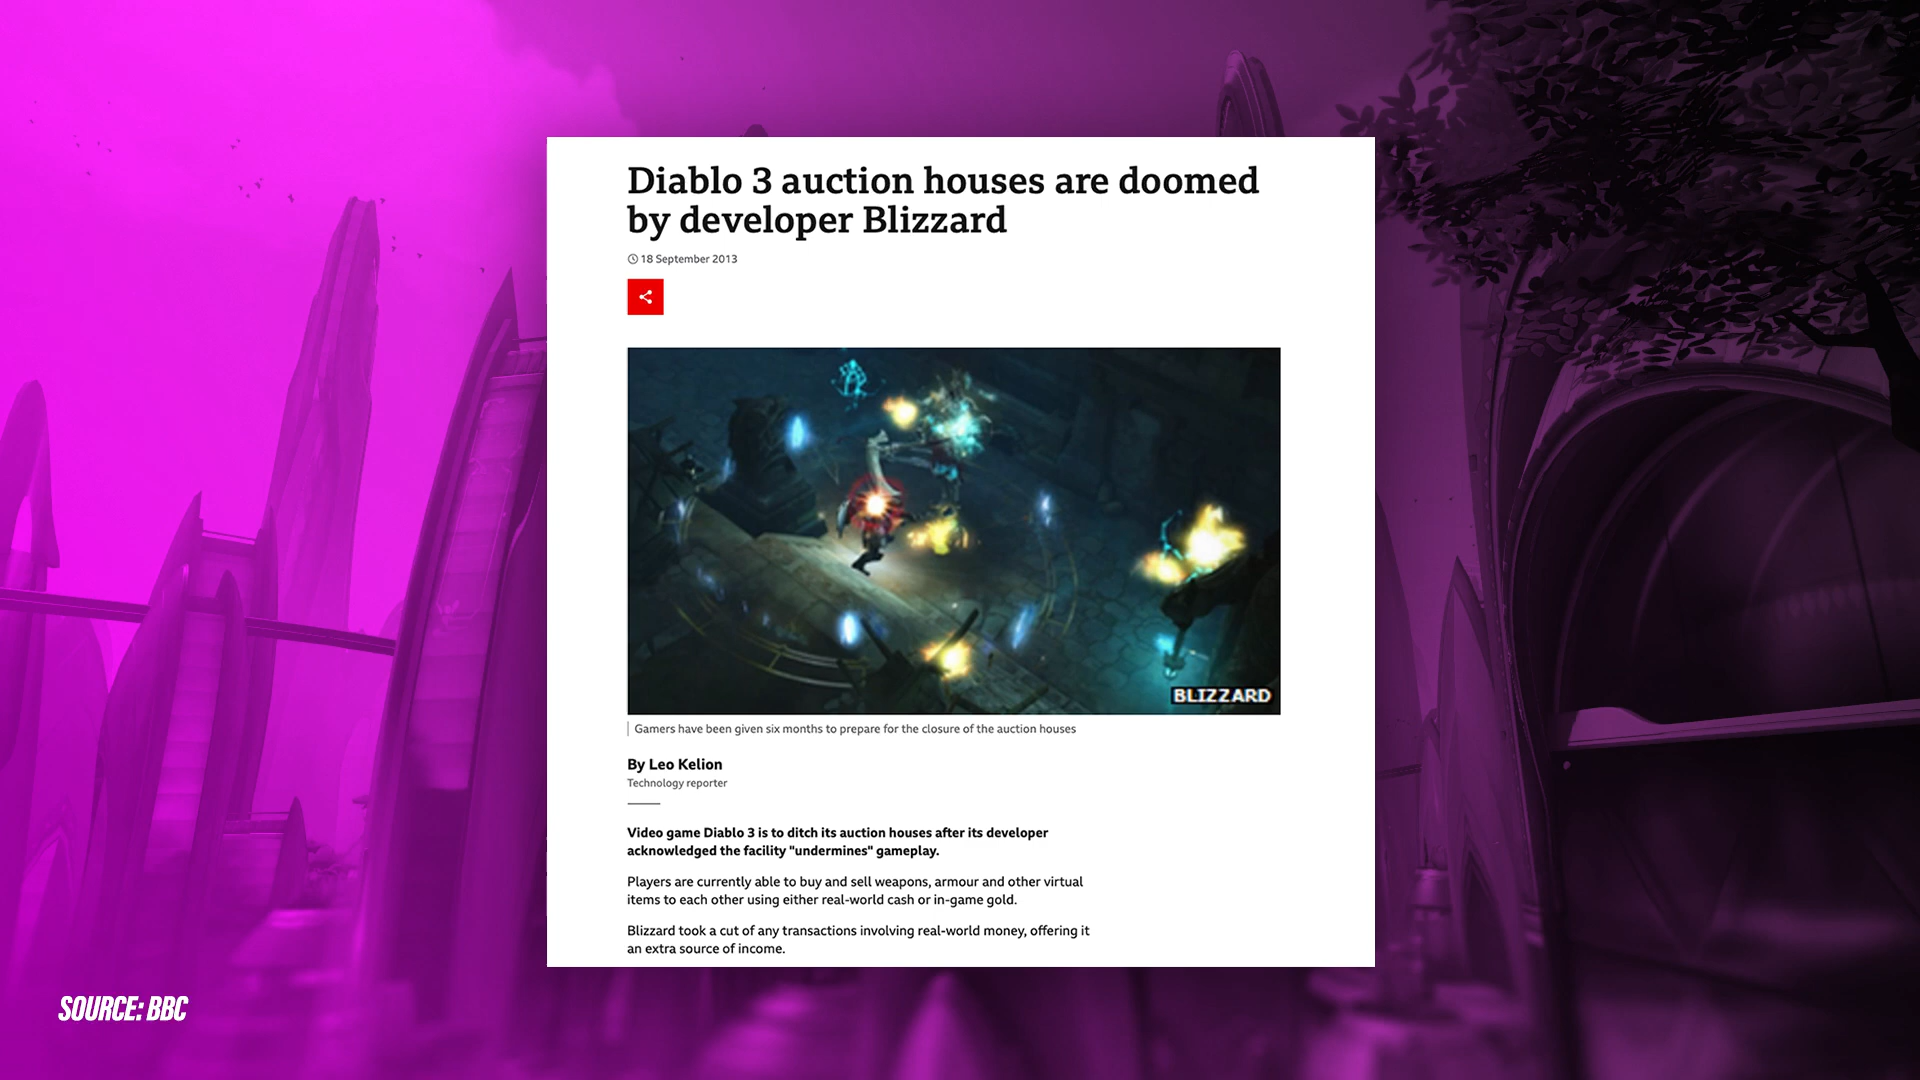 Diablo 3 auction houses are doomed
by developer Blizzard
18 September 2013
BLIZZARD
Gamers have been given six months to prepare for the closure of the auction houses
By Leo Kelion
Technology reporter
Video game Diablo 3 is to ditch its auction houses after its developer
acknowledged the facility "undermines" gameplay.
Players are currently able to buy and sell weapons, armour and other virtual
items to each other using either real-world cash or in-game gold.
Blizzard took a cut of any transactions involving real-world money, offering it
an extra source of income.
SOURCE: BBC